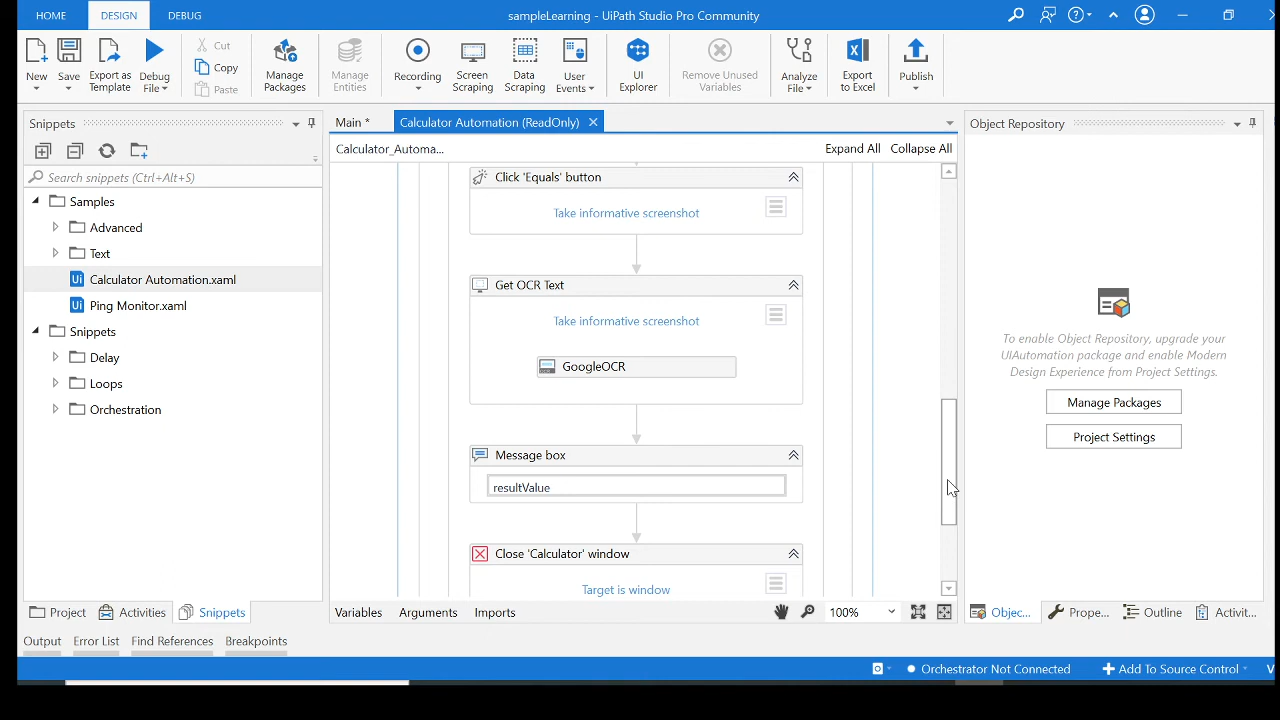 HOME DESIGN DEBUG sampleLearning - UiPath Studio Pro Community
New Save Export as Template Debug File Cut Copy Paste Manage Packages Manage Entities Recording Screen Scraping Data Scraping User Events UI Explorer Remove Unused Variables Analyze File Export to Excel Publish
Snippets
Main * Calculator Automation (ReadOnly)
Object Repository
Calculator_Automa... Expand All Collapse All
Search snippets (Ctrl+Alt+S)
Samples
Advanced
Text
Calculator Automation.xaml
Ping Monitor.xaml
Snippets
Delay
Loops
Orchestration
Click 'Equals' button
Take informative screenshot
Get OCR Text
Take informative screenshot
GoogleOCR
Message box
resultValue
Close 'Calculator' window
Target is window
To enable Object Repository, upgrade your
UIAutomation package and enable Modern
Design Experience from Project Settings.
Manage Packages
Project Settings
Project Activities Snippets Variables Arguments Imports 100% Objec... Prope... Outline Activit...
Output Error List Find References Breakpoints
Orchestrator Not Connected Add To Source Control